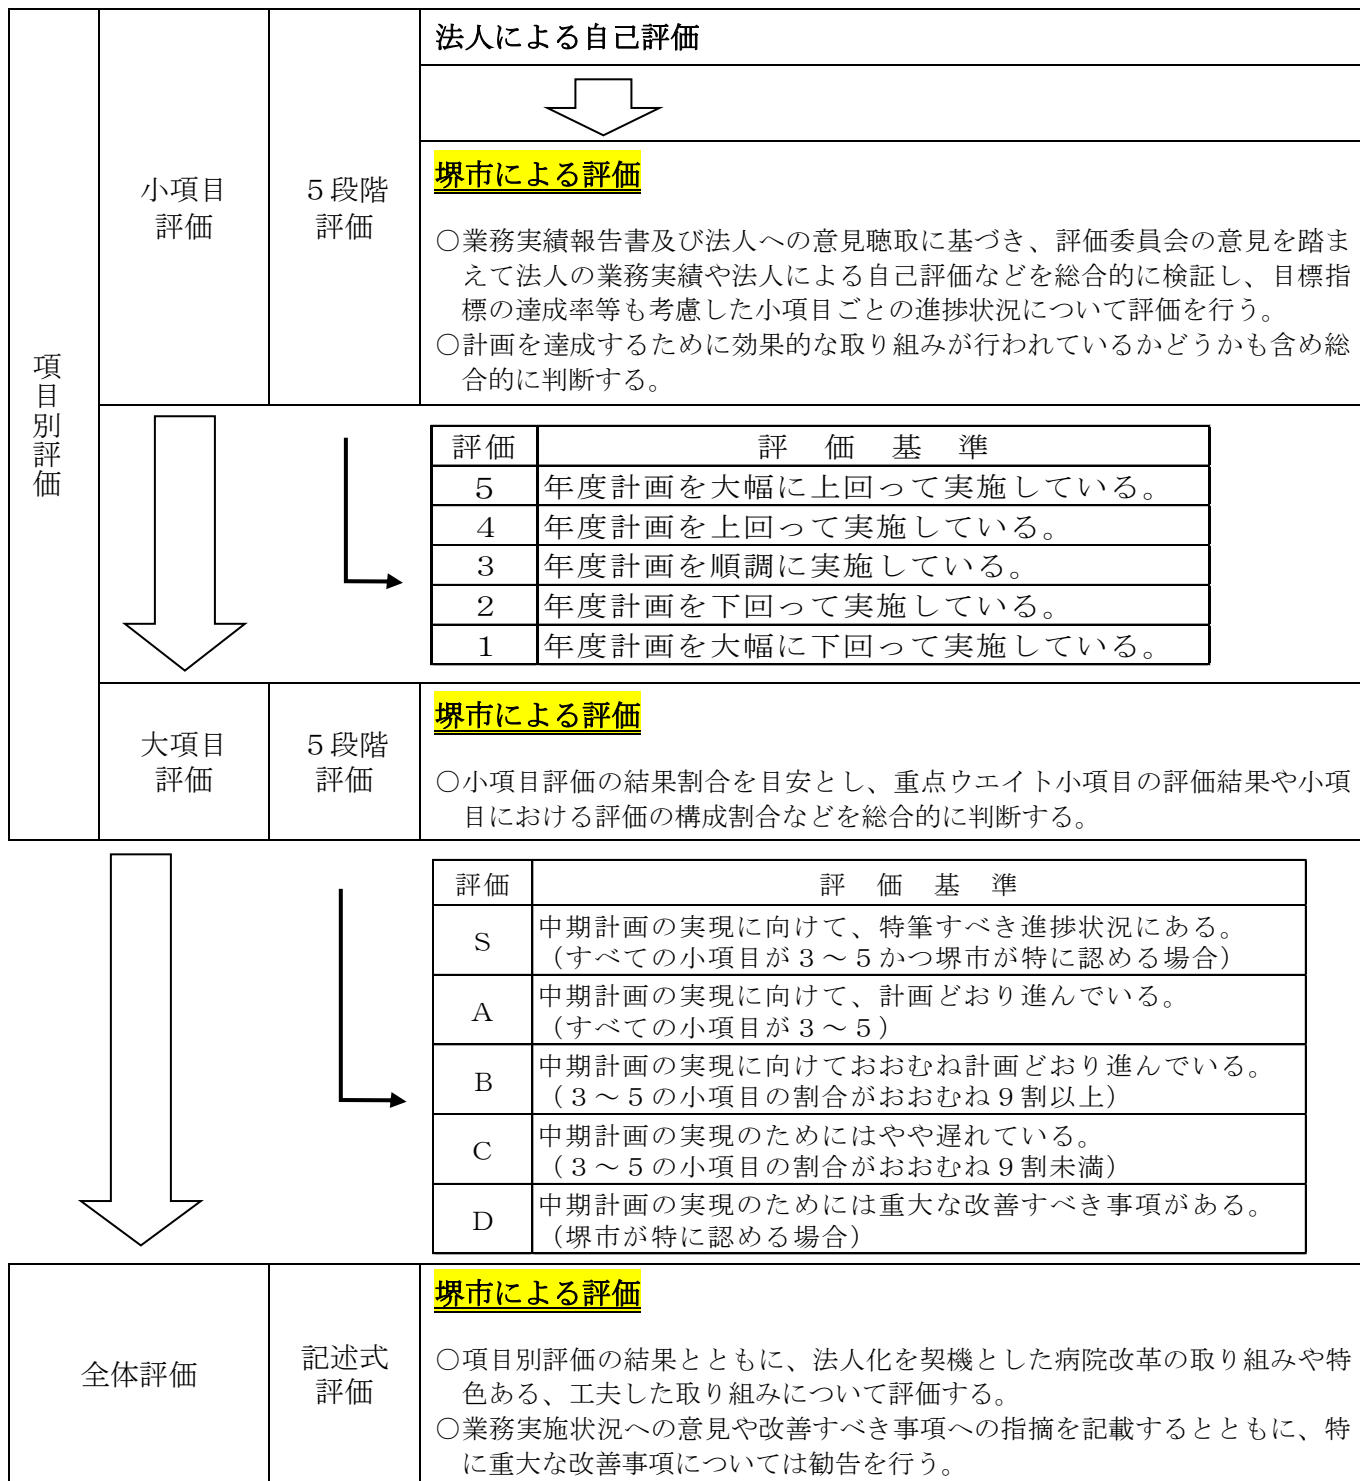 法人による自己評価
項目別評価
小項目
評価
５段階
評価
堺市による評価
○業務実績報告書及び法人への意見聴取に基づき、評価委員会の意見を踏ま
えて法人の業務実績や法人による自己評価などを総合的に検証し、目標指
標の達成率等も考慮した小項目ごとの進捗状況について評価を行う。
○計画を達成するために効果的な取り組みが行われているかどうかも含め総
合的に判断する。
評価 評　価　基　準
５ 年度計画を大幅に上回って実施している。
４ 年度計画を上回って実施している。
３ 年度計画を順調に実施している。
２ 年度計画を下回って実施している。
１ 年度計画を大幅に下回って実施している。
大項目
評価
５段階
評価
堺市による評価
○小項目評価の結果割合を目安とし、重点ウエイト小項目の評価結果や小項
目における評価の構成割合などを総合的に判断する。
評価 評　価　基　準
S 中期計画の実現に向けて、特筆すべき進捗状況にある。
（すべての小項目が３～５かつ堺市が特に認める場合）
A 中期計画の実現に向けて、計画どおり進んでいる。
（すべての小項目が３～５）
B 中期計画の実現に向けておおむね計画どおり進んでいる。
（３～５の小項目の割合がおおむね９割以上）
C 中期計画の実現のためにはやや遅れている。
（３～５の小項目の割合がおおむね９割未満）
D 中期計画の実現のためには重大な改善すべき事項がある。
（堺市が特に認める場合）
全体評価
記述式
評価
堺市による評価
○項目別評価の結果とともに、法人化を契機とした病院改革の取り組みや特
色ある、工夫した取り組みについて評価する。
○業務実施状況への意見や改善すべき事項への指摘を記載するとともに、特
に重大な改善事項については勧告を行う。